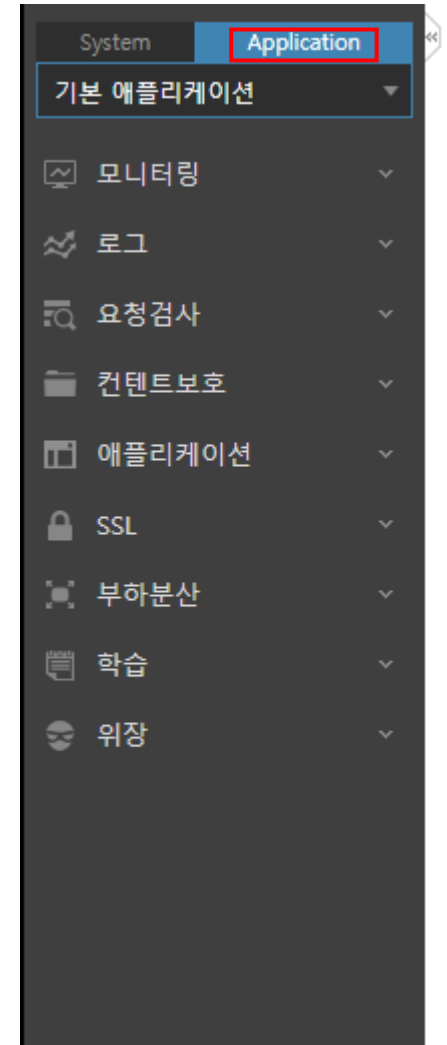 System Application
기본 애플리케이션
모니터링
로그
요청검사
컨텐트보호
애플리케이션
SSL
부하분산
학습
위장